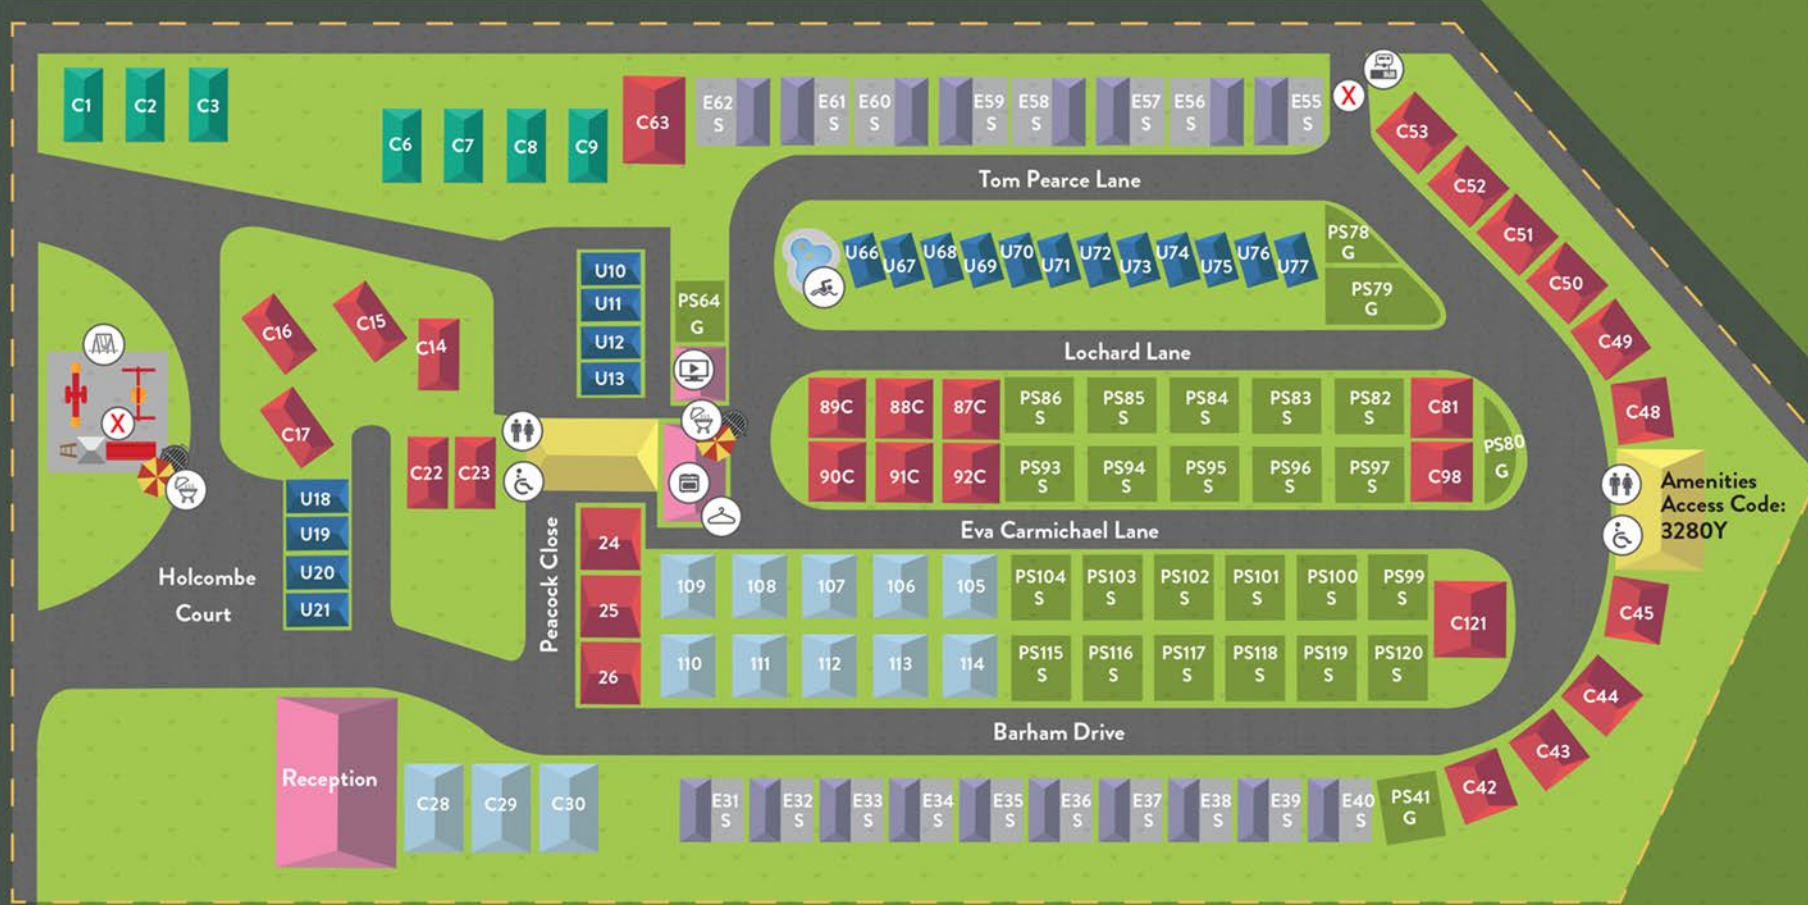 C1
C2
C3
C6
C7
C8
C9
C63
E62
S
E61
S
E60
S
E59
S
E58
S
E57
S
E56
S
E55
S
X
C53
C52
C51
C50
C49
C48
Tom Pearce Lane
U66
U67
U68
U69
U70
U71
U72
U73
U74
U75
U76
U77
PS78
G
PS79
G
Lochard Lane
U10
U11
U12
U13
PS64
G
C16
C15
C14
C17
C22
C23
X
U18
U19
U20
U21
Holcombe
Court
Peacock Close
89C
88C
87C
PS86
S
PS85
S
PS84
S
PS83
S
PS82
S
C81
PS80
G
90C
91C
92C
PS93
S
PS94
S
PS95
S
PS96
S
PS97
S
C98
Amenities
Access Code:
3280Y
Eva Carmichael Lane
24
25
26
109
108
107
106
105
PS104
S
PS103
S
PS102
S
PS101
S
PS100
S
PS99
S
C121
110
111
112
113
114
PS115
S
PS116
S
PS117
S
PS118
S
PS119
S
PS120
S
C45
C44
C43
C42
Barham Drive
Reception
C28
C29
C30
E31
S
E32
S
E33
S
E34
S
E35
S
E36
S
E37
S
E38
S
E39
S
E40
S
PS41
G